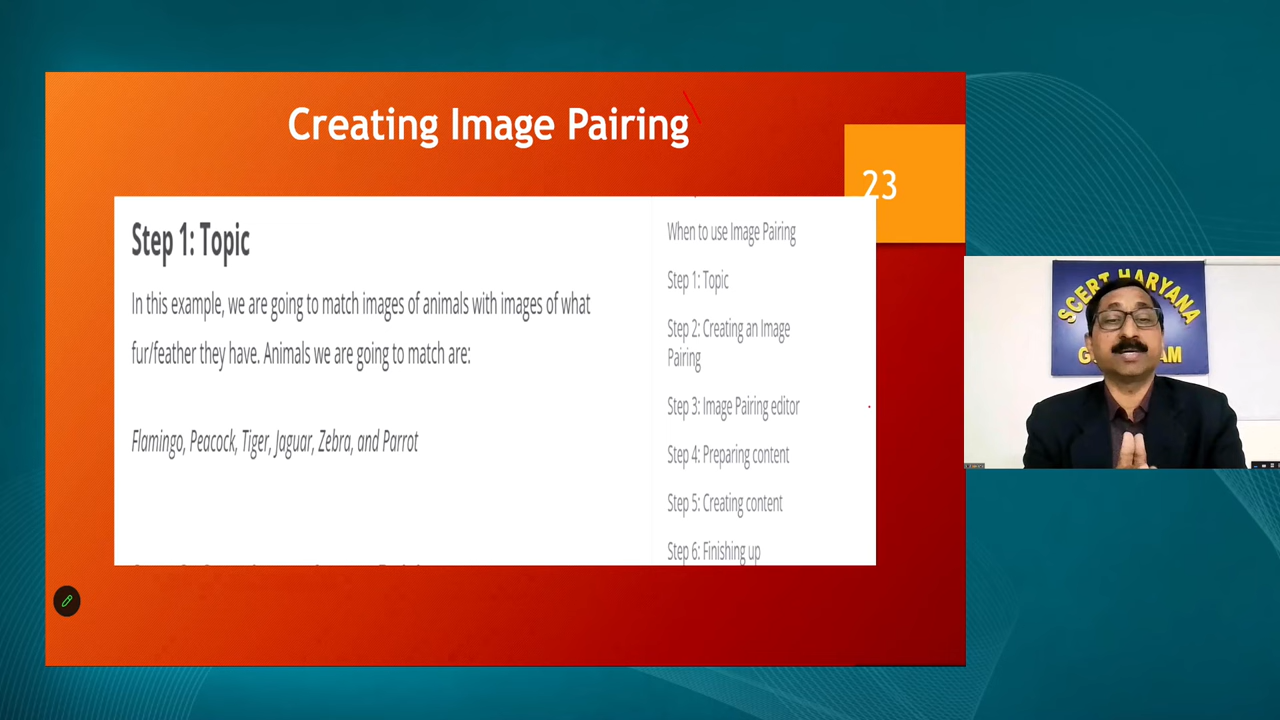 Creating Image Pairing
23
Step 1: Topic
In this example, we are going to match images of animals with images of what
fur/feather they have. Animals we are going to match are:
Flamingo, Peacock, Tiger, Jaguar, Zebra, and Parrot
When to use Image Pairing
Step 1: Topic
Step 2: Creating an Image
Pairing
Step 3: Image Pairing editor
Step 4: Preparing content
Step 5: Creating content
Step 6: Finishing up
SCERT HARYANA
G AM